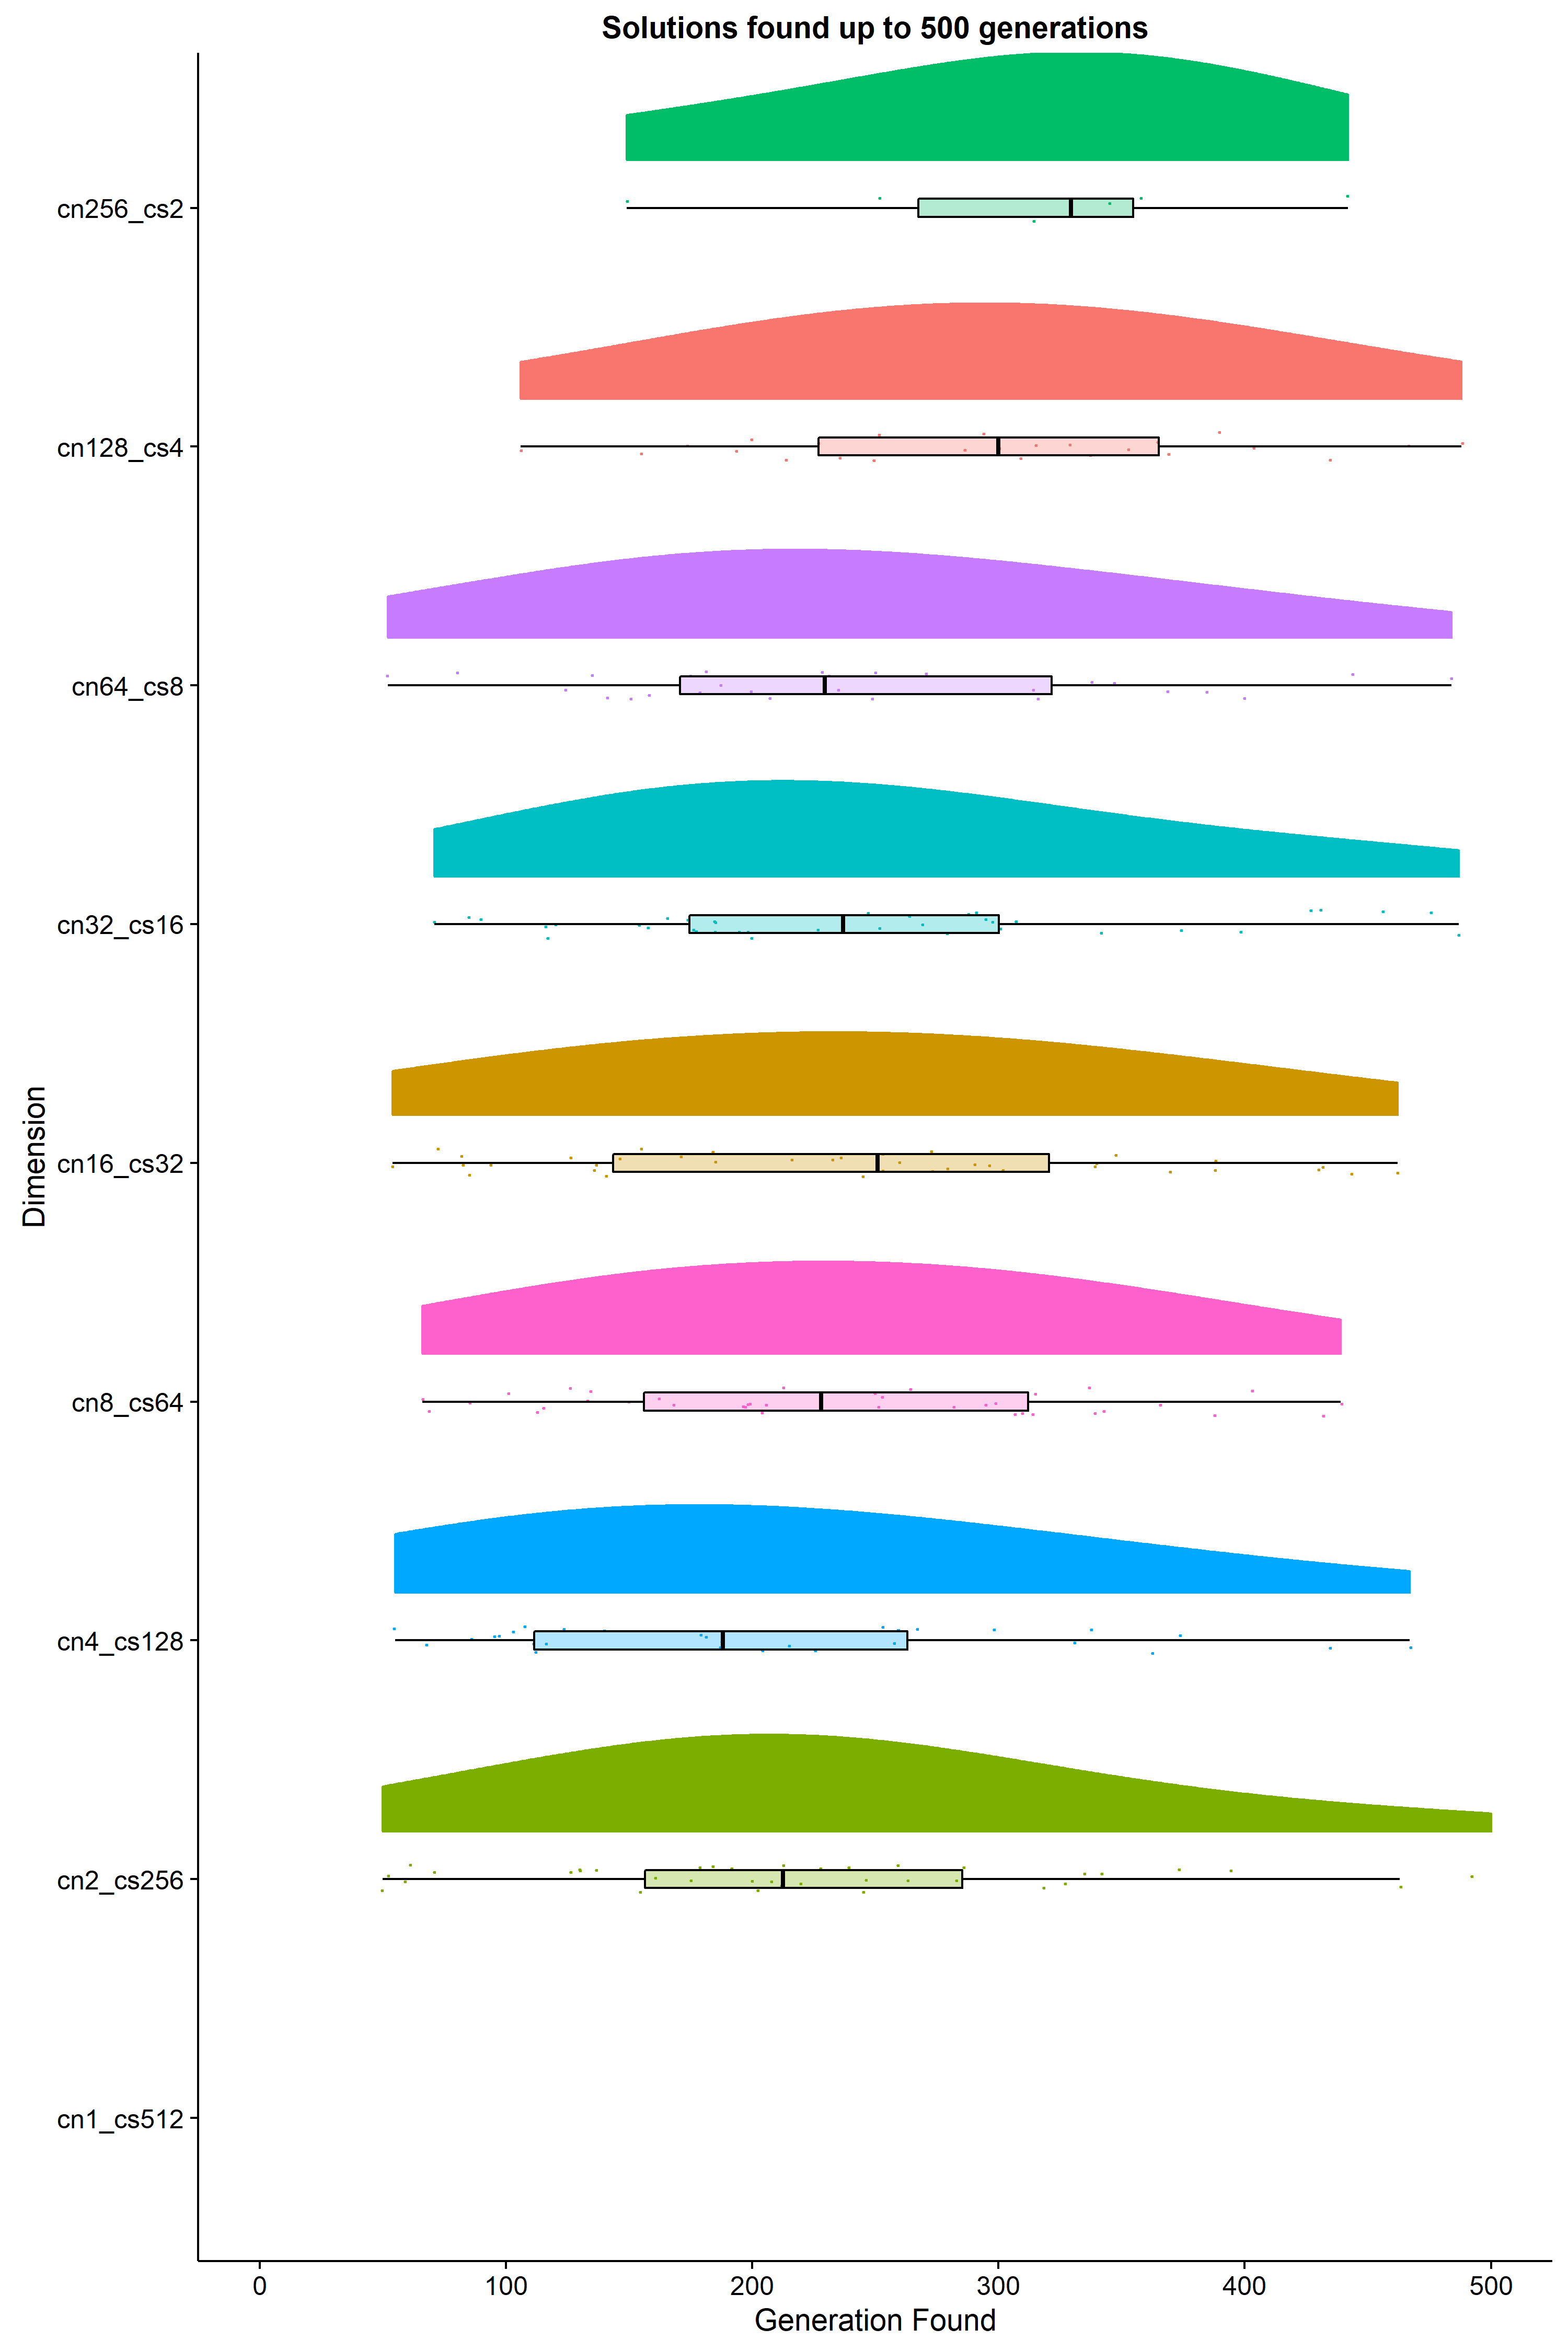 Solutions found up to 500 generations
cn256_cs2
cn128_cs4
cn64_cs8
cn32_cs16
cn16_cs32
cn8_cs64
cn4_cs128
cn2_cs256
cn1_cs512
Dimension
0 100 200 300 400 500
Generation Found